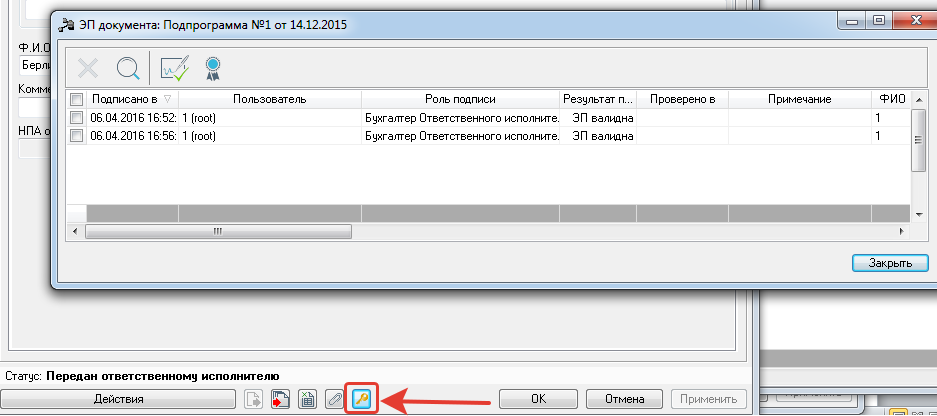 ЭП документа: Подпрограмма №1 от 14.12.2015
Ф.И.О
Берли
Комме
НПА о
Подписано в Пользователь Роль подписи Результат п... Проверено в Примечание ФИО
06.04.2016 16:52: 1 (root) Бухгалтер Ответственного исполните. ЭП валидна 1
06.04.2016 16:56: 1 (root) Бухгалтер Ответственного исполните. ЭП валидна 1
Закрыть
Статус: Передан ответственному исполнителю
Действия OK Отмена Применить